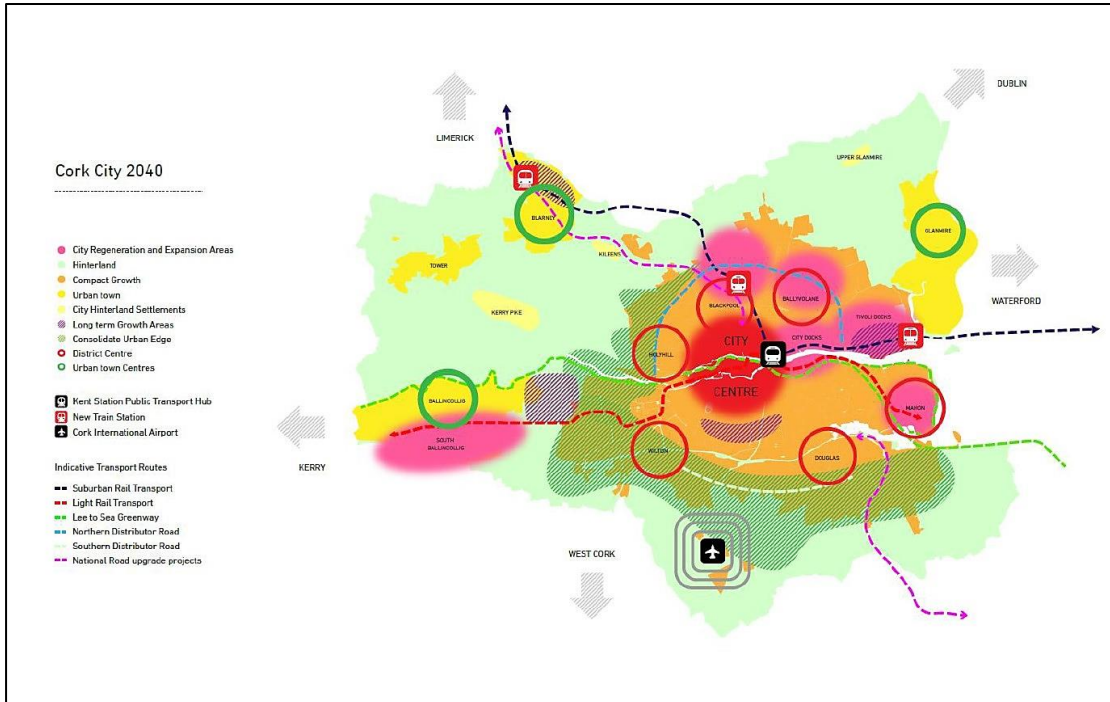 Cork City 2040
City Regeneration and Expansion Areas
Hinterland
Compact Growth
Urban town
City Hinterland Settlements
Long term Growth Areas
Consolidate Urban Edge
District Centre
Urban town Centres
Kent Station Public Transport Hub
New Train Station
Cork International Airport
Indicative Transport Routes
Suburban Rail Transport
Light Rail Transport
Lee to Sea Greenway
Northern Distributor Road
Southern Distributor Road
National Road upgrade projects
DUBLIN
LIMERICK
UPPER GLANMIRE
BLARNEY
GLANMIRE
KILEENS
TOWER
WATERFORD
KERRY PIKE
BLACKPOOL
BALLYVOLANE
TIVOLI DOCKS
CITY
CITY DOCKS
HOLYHILL
CENTRE
BALLINCOLLIG
MAHON
SOUTH
BALLINCOLLIG
KERRY
WILTON
DOUGLAS
WEST CORK